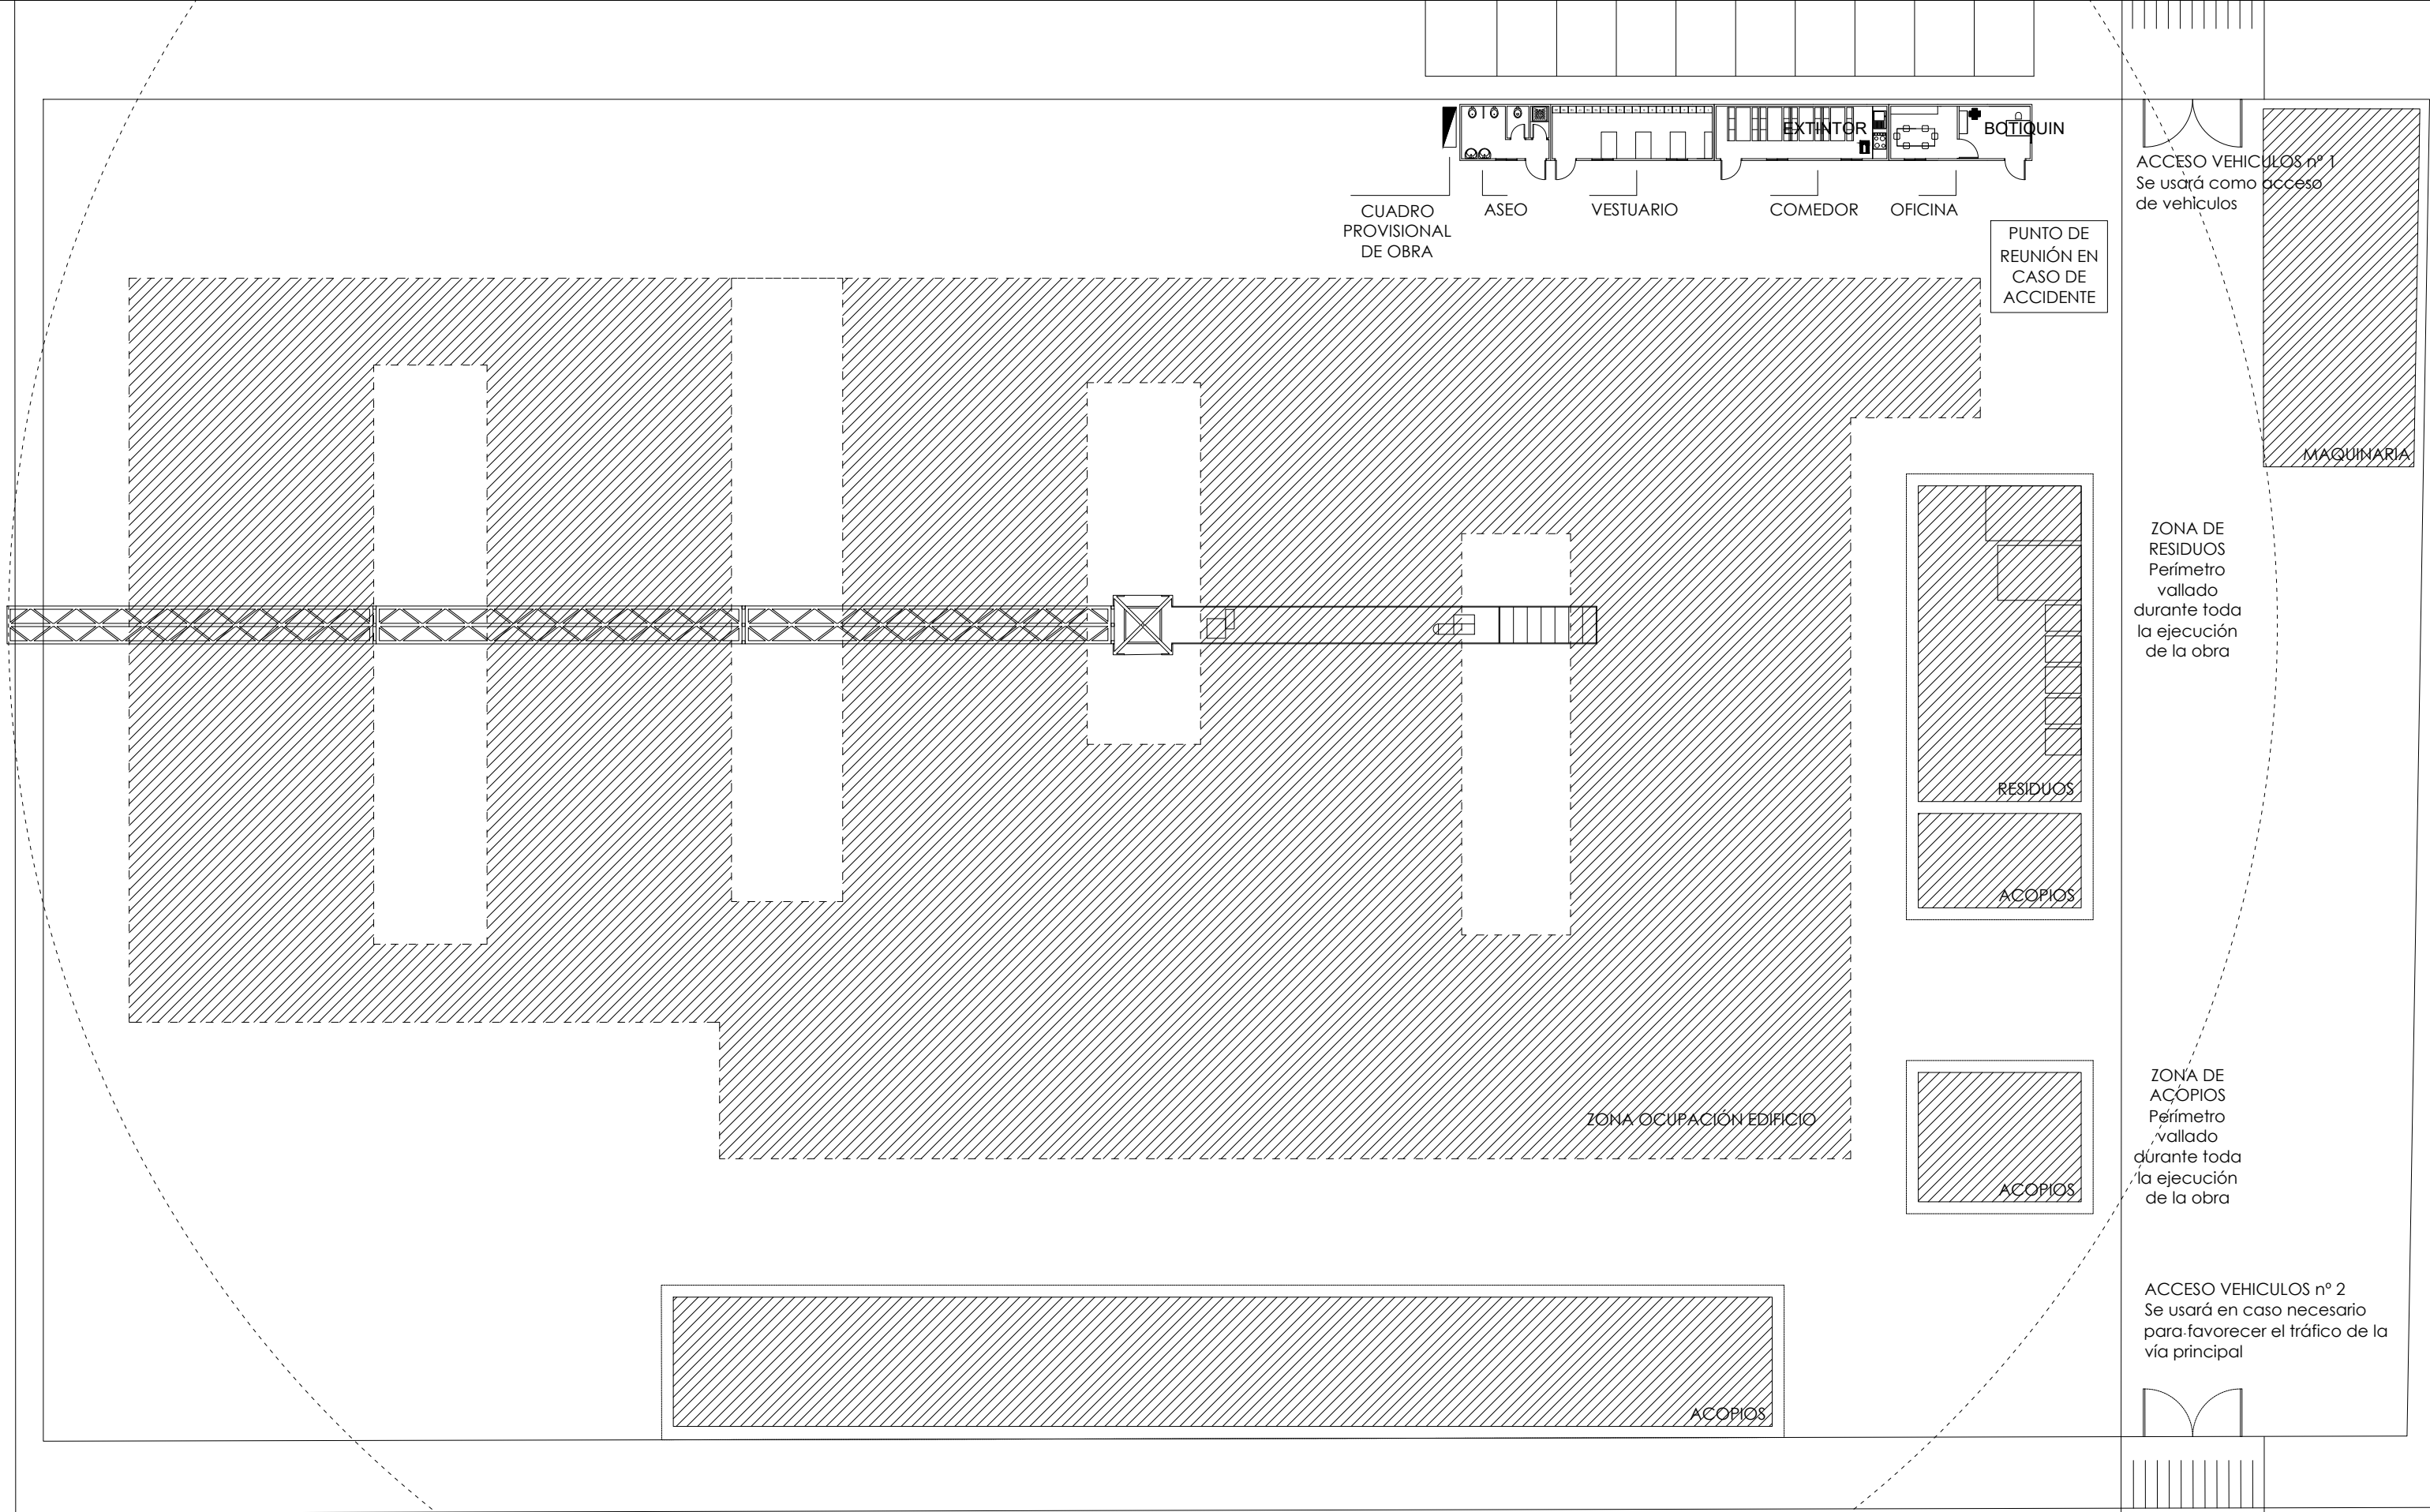 EXTINTOR
BOTIQUIN
CUADRO
PROVISIONAL
DE OBRA
ASEO
VESTUARIO
COMEDOR
OFICINA
ACCESO VEHICULOS nº 1
Se usará como acceso
de vehiculos
PUNTO DE
REUNIÓN EN
CASO DE
ACCIDENTE
MAQUINARIA
ZONA DE
RESIDUOS
Perímetro
vallado
durante toda
la ejecución
de la obra
RESIDUOS
ACOPIOS
ZONA DE
ACOPIOS
Perímetro
vallado
durante toda
la ejecución
de la obra
ZONA OCUPACIÓN EDIFICIO
ACOPIOS
ACCESO VEHICULOS nº 2
Se usará en caso necesario
para favorecer el tráfico de la
vía principal
ACOPIOS